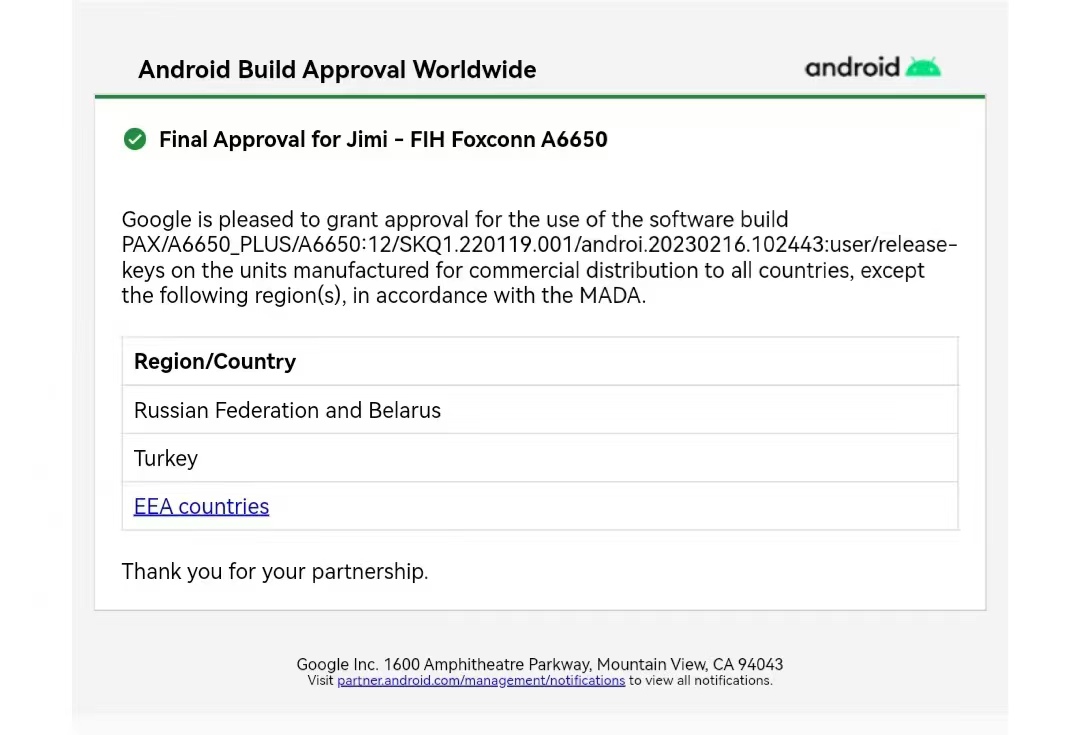 Android Build Approval Worldwide
android
Final Approval for Jimi - FIH Foxconn A6650
Google is pleased to grant approval for the use of the software build
PAX/A6650_PLUS/A6650:12/SKQ1.220119.001/androi.20230216.102443:user/release-
keys on the units manufactured for commercial distribution to all countries, except
the following region(s), in accordance with the MADA.
Region/Country
Russian Federation and Belarus
Turkey
EEA countries
Thank you for your partnership.
Google Inc. 1600 Amphitheatre Parkway, Mountain View, CA 94043
Visit partner.android.com/management/notifications to view all notifications.